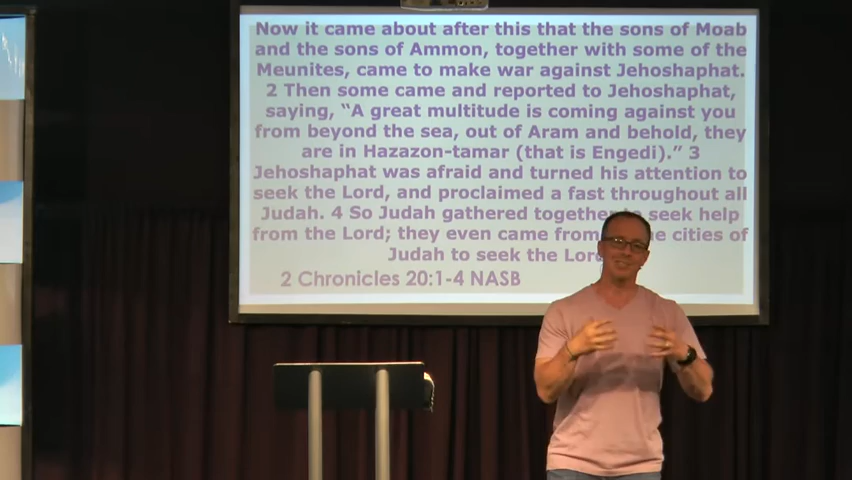 Now it came about after this that the sons of Moab
and the sons of Ammon, together with some of the
Meunites, came to make war against Jehoshaphat.
2 Then some came and reported to Jehoshaphat,
saying, “A great multitude is coming against you
from beyond the sea, out of Aram and behold, they
are in Hazazon-tamar (that is Engedi).” 3
Jehoshaphat was afraid and turned his attention to
seek the Lord, and proclaimed a fast throughout all
Judah. 4 So Judah gathered together to seek help
from the Lord; they even came from cities of
Judah to seek the Lord
2 Chronicles 20:1-4 NASB